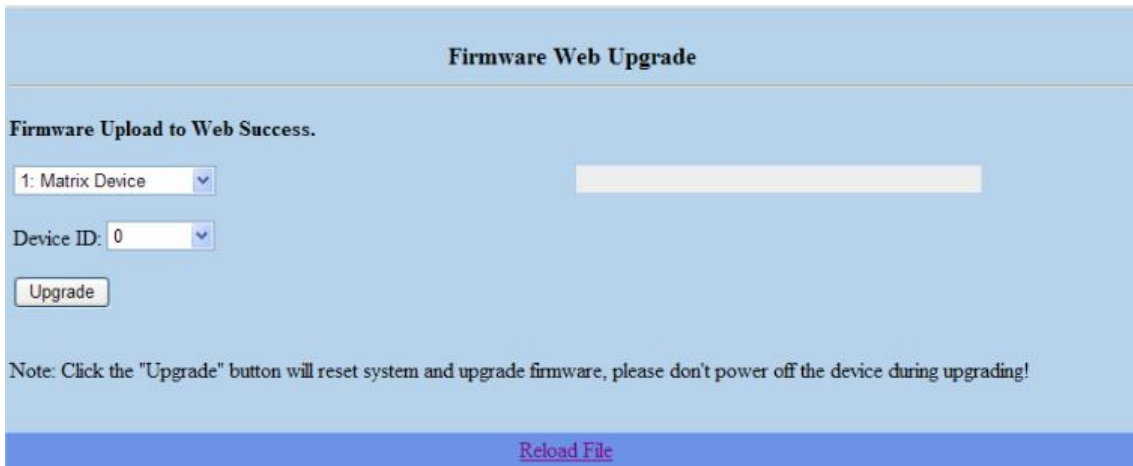 Firmware Web Upgrade
Firmware Upload to Web Success.
1: Matrix Device
Device ID: 0
Upgrade
Note: Click the "Upgrade" button will reset system and upgrade firmware, please don't power off the device during upgrading!
Reload File